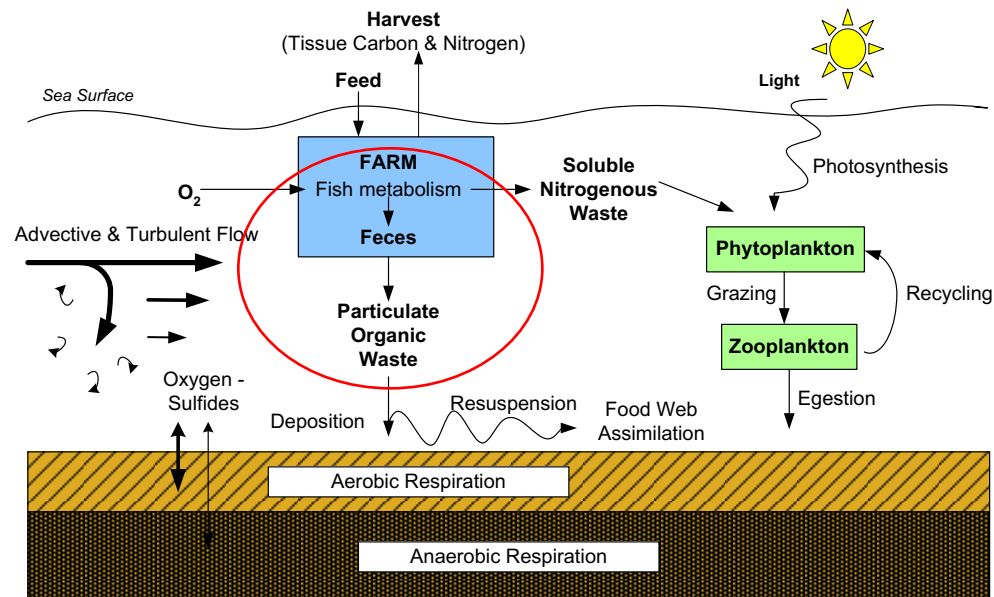 Harvest
(Tissue Carbon & Nitrogen)
Feed
Light
Sea Surface
FARM
Fish metabolism
Feces
O2
Soluble
Nitrogenous
Waste
Photosynthesis
Advective & Turbulent Flow
Phytoplankton
Grazing
Recycling
Particulate
Organic
Waste
Zooplankton
Oxygen -
Sulfides
Deposition
Resuspension
Food Web
Assimilation
Egestion
Aerobic Respiration
Anaerobic Respiration